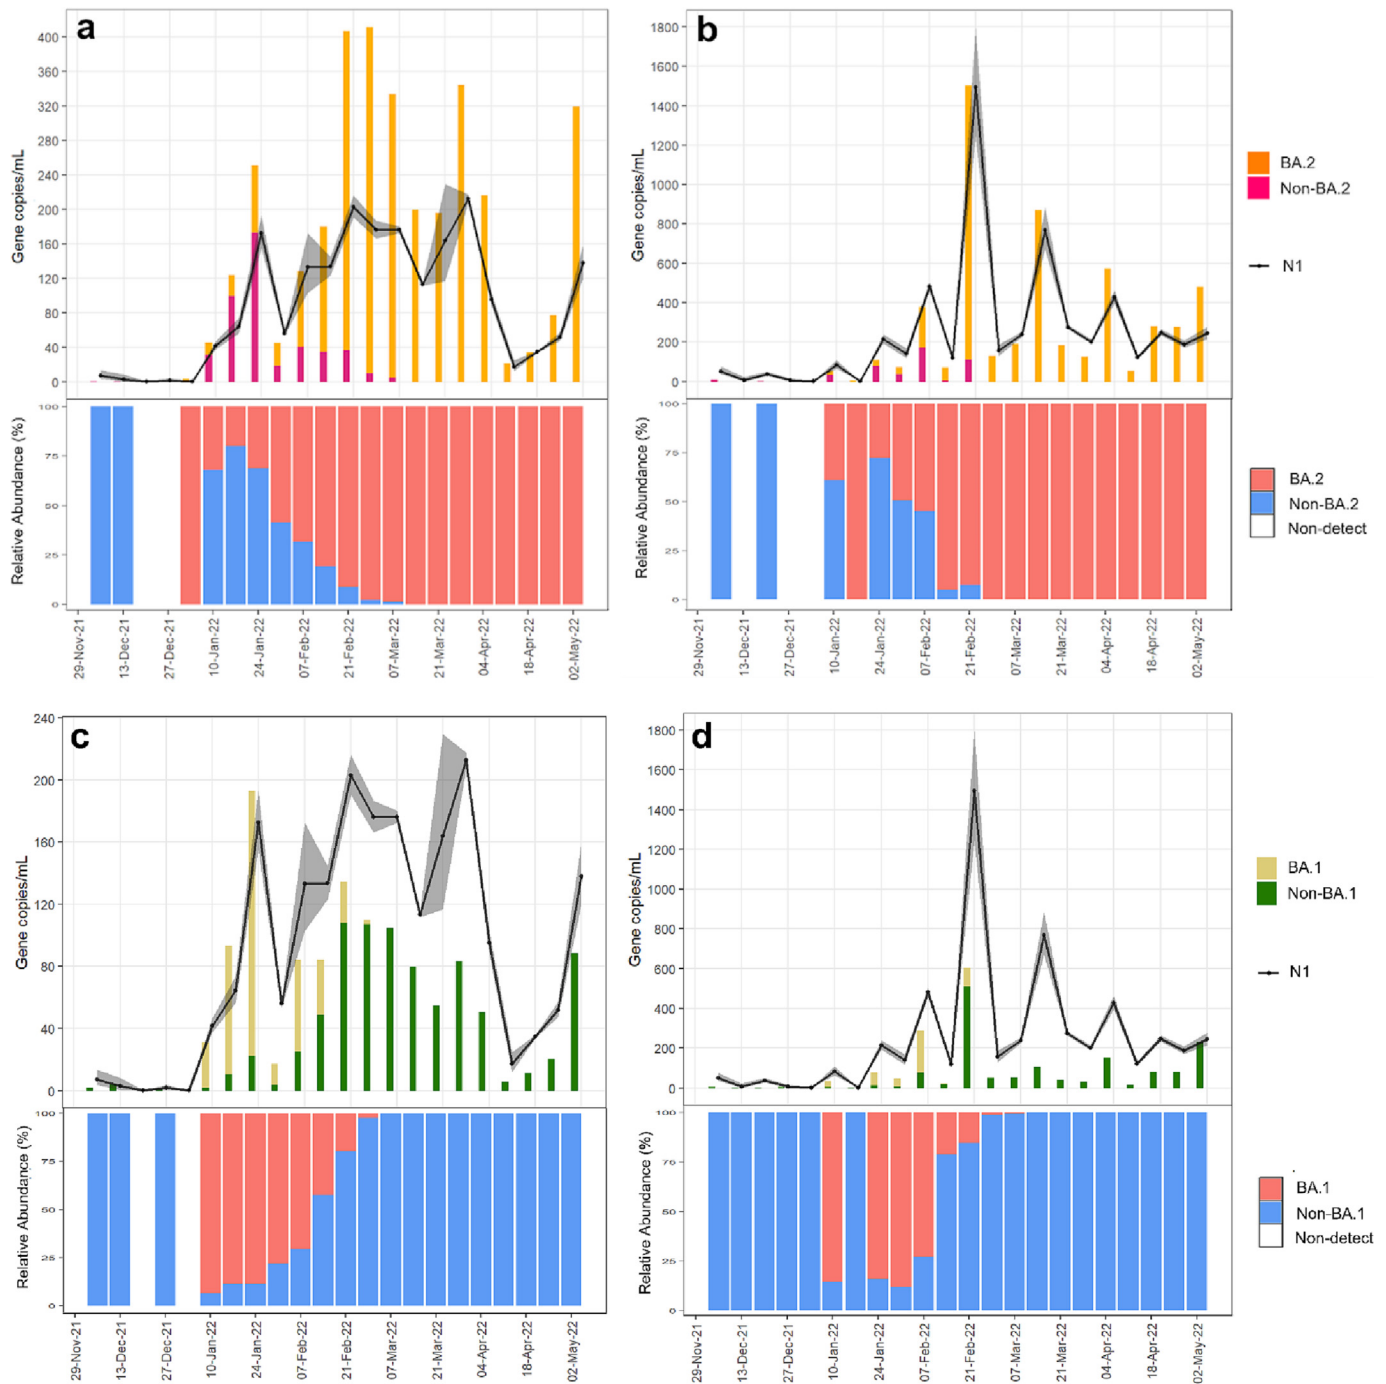 a
400
360
320
280
240
200
160
120
80
40
0
Gene copies/mL
100
75
50
25
0
Relative Abundance (%)
29-Nov-21
13-Dec-21
27-Dec-21
10-Jan-22
24-Jan-22
07-Feb-22
21-Feb-22
07-Mar-22
21-Mar-22
04-Apr-22
18-Apr-22
02-May-22
b
1800
1600
1400
1200
1000
800
600
400
200
0
Gene copies/mL
100
75
50
25
0
Relative Abundance (%)
29-Nov-21
13-Dec-21
27-Dec-21
10-Jan-22
24-Jan-22
07-Feb-22
21-Feb-22
07-Mar-22
21-Mar-22
04-Apr-22
18-Apr-22
02-May-22
BA.2
Non-BA.2
N1
BA.2
Non-BA.2
Non-detect
c
240
200
160
120
80
40
0
Gene copies/mL
100
75
50
25
0
Relative Abundance (%)
29-Nov-21
13-Dec-21
27-Dec-21
10-Jan-22
24-Jan-22
07-Feb-22
21-Feb-22
07-Mar-22
21-Mar-22
04-Apr-22
18-Apr-22
02-May-22
d
1800
1600
1400
1200
1000
800
600
400
200
0
Gene copies/mL
100
75
50
25
0
Relative Abundance (%)
29-Nov-21
13-Dec-21
27-Dec-21
10-Jan-22
24-Jan-22
07-Feb-22
21-Feb-22
07-Mar-22
21-Mar-22
04-Apr-22
18-Apr-22
02-May-22
BA.1
Non-BA.1
N1
BA.1
Non-BA.1
Non-detect